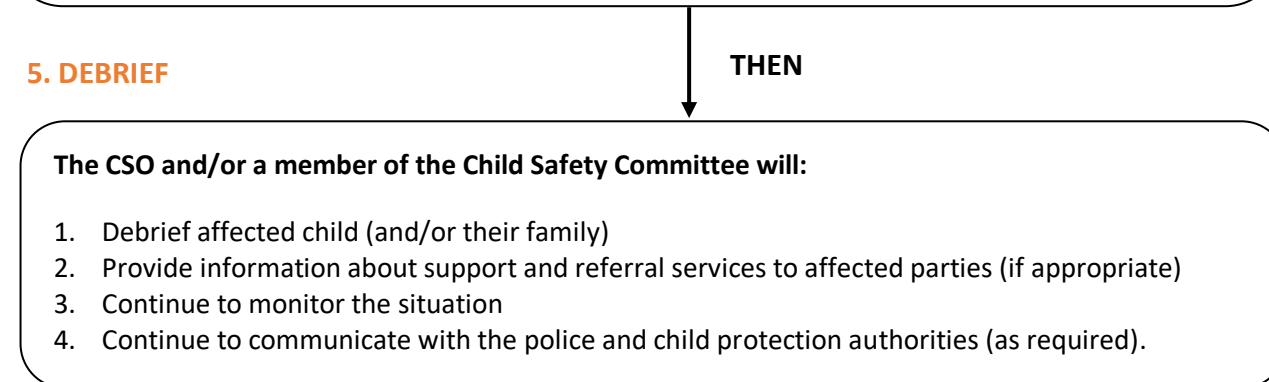 5. DEBRIEF
THEN
The CSO and/or a member of the Child Safety Committee will:
1. Debrief affected child (and/or their family)
2. Provide information about support and referral services to affected parties (if appropriate)
3. Continue to monitor the situation
4. Continue to communicate with the police and child protection authorities (as required).